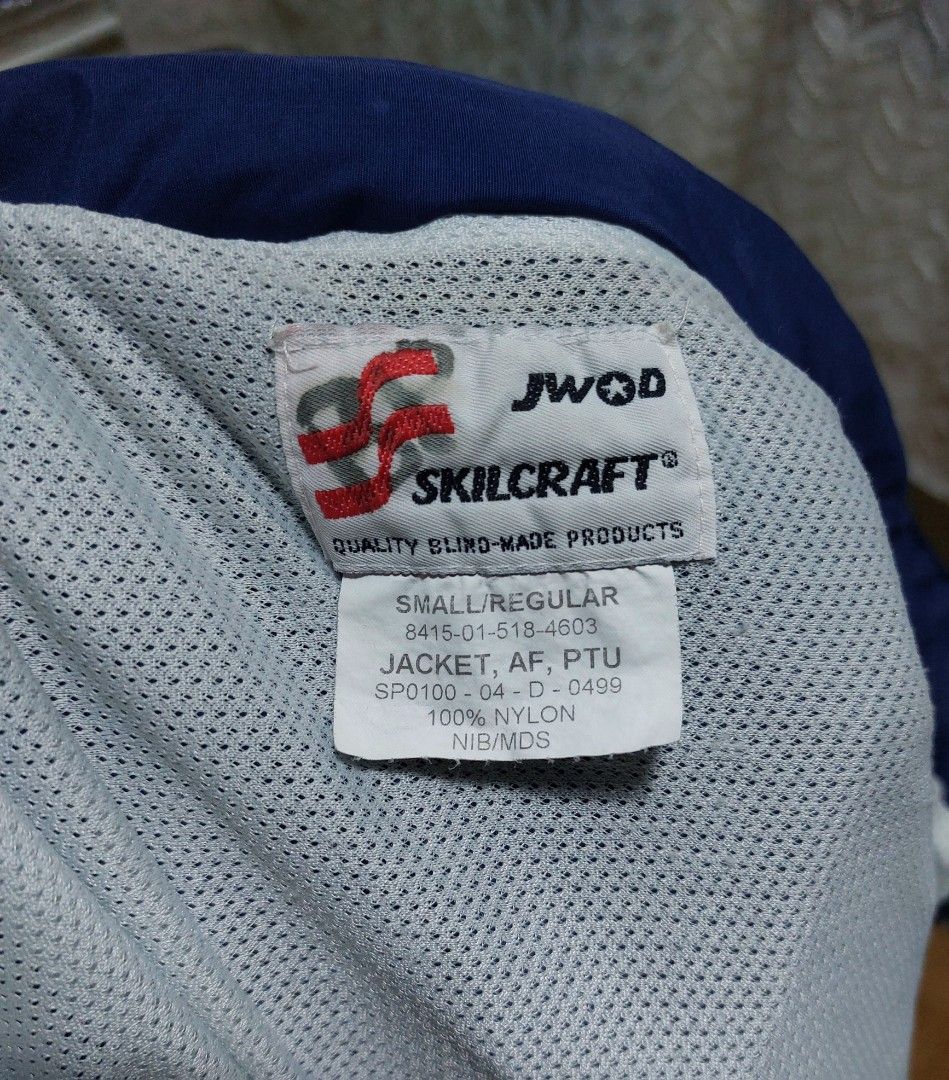 JWOD
SKILCRAFT®
QUALITY BLIND-MADE PRODUCTS
SMALL/REGULAR
8415-01-518-4603
JACKET, AF, PTU
SP0100 - 04 - D - 0499
100% NYLON
NIB/MDS